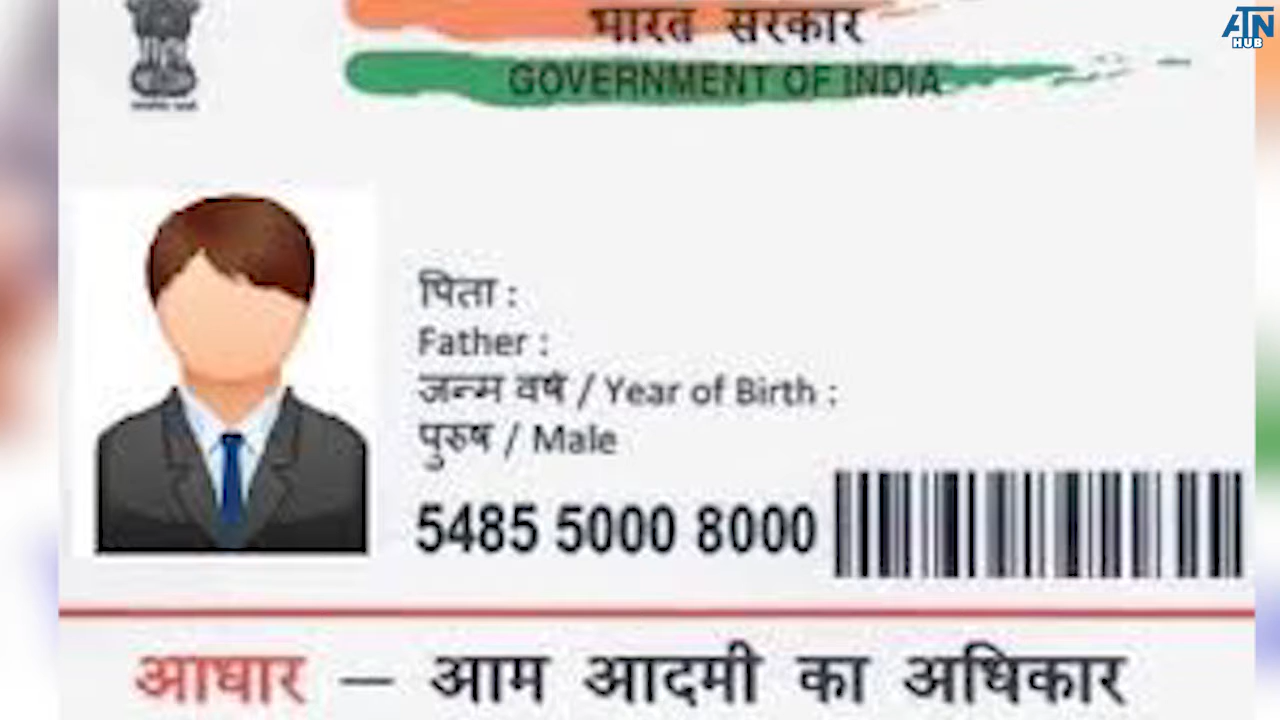 ATN
HUB
भारत सरकार
GOVERNMENT OF INDIA
पिता :
Father :
जन्म वर्ष / Year of Birth :
पुरुष / Male
5485 5000 8000
आधार — आम आदमी का अधिकार